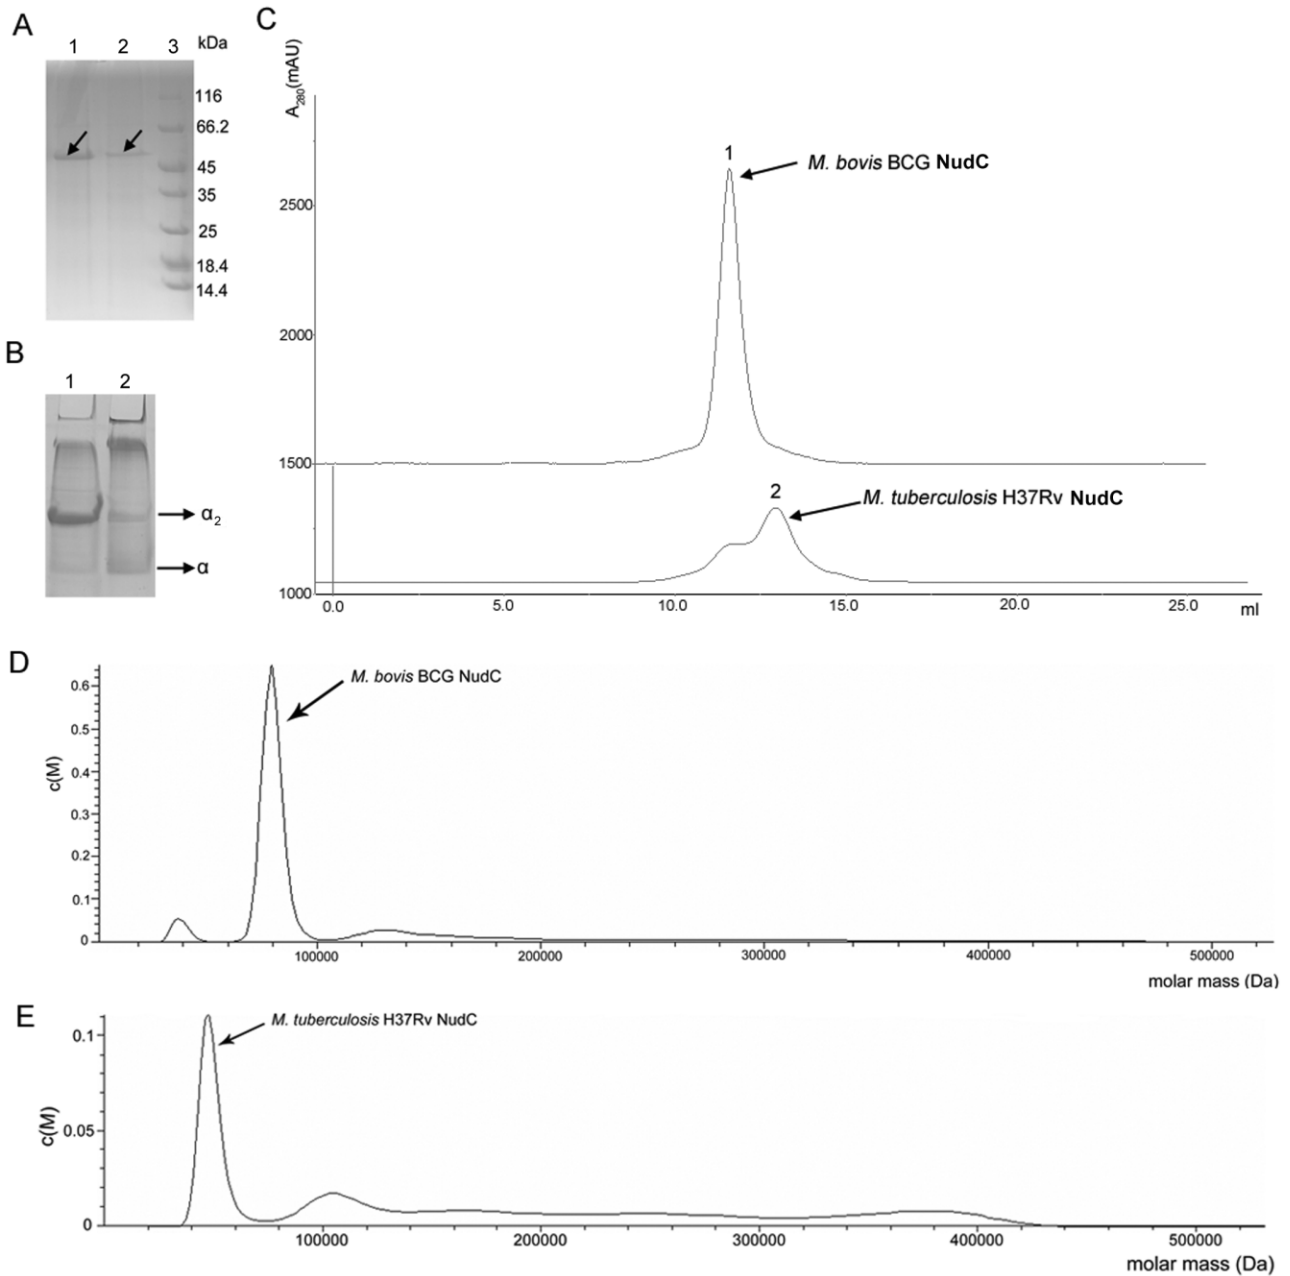 A
1 2 3 kDa
116
66.2
45
35
25
18.4
14.4
B
1 2
α2
α
C
A280(mAU)
2500
2000
1500
1000
1
M. bovis BCG NudC
2
M. tuberculosis H37Rv NudC
0.0 5.0 10.0 15.0 20.0 25.0 ml
D
M. bovis BCG NudC
c(M)
0.6
0.5
0.4
0.3
0.2
0.1
0
100000 200000 300000 400000 500000
molar mass (Da)
E
M. tuberculosis H37Rv NudC
c(M)
0.1
0.05
0
100000 200000 300000 400000 500000
molar mass (Da)